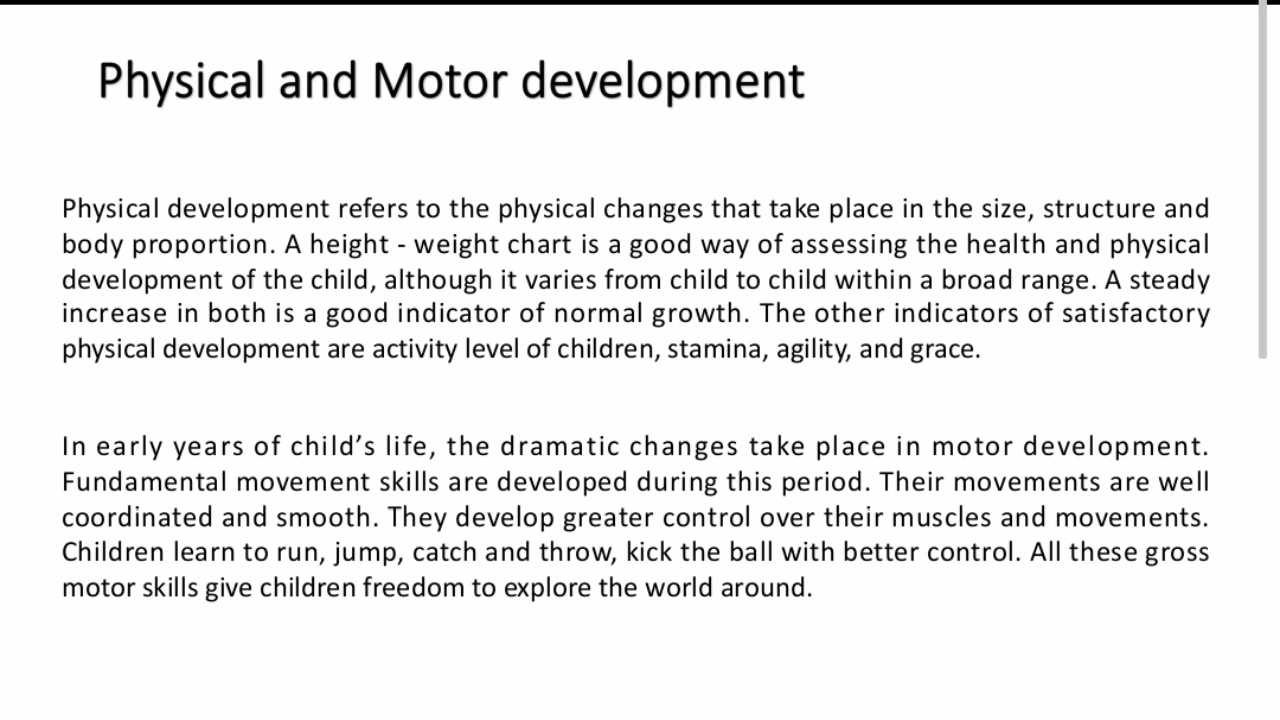 Physical and Motor development
Physical development refers to the physical changes that take place in the size, structure and
body proportion. A height - weight chart is a good way of assessing the health and physical
development of the child, although it varies from child to child within a broad range. A steady
increase in both is a good indicator of normal growth. The other indicators of satisfactory
physical development are activity level of children, stamina, agility, and grace.
In early years of child’s life, the dramatic changes take place in motor development.
Fundamental movement skills are developed during this period. Their movements are well
coordinated and smooth. They develop greater control over their muscles and movements.
Children learn to run, jump, catch and throw, kick the ball with better control. All these gross
motor skills give children freedom to explore the world around.